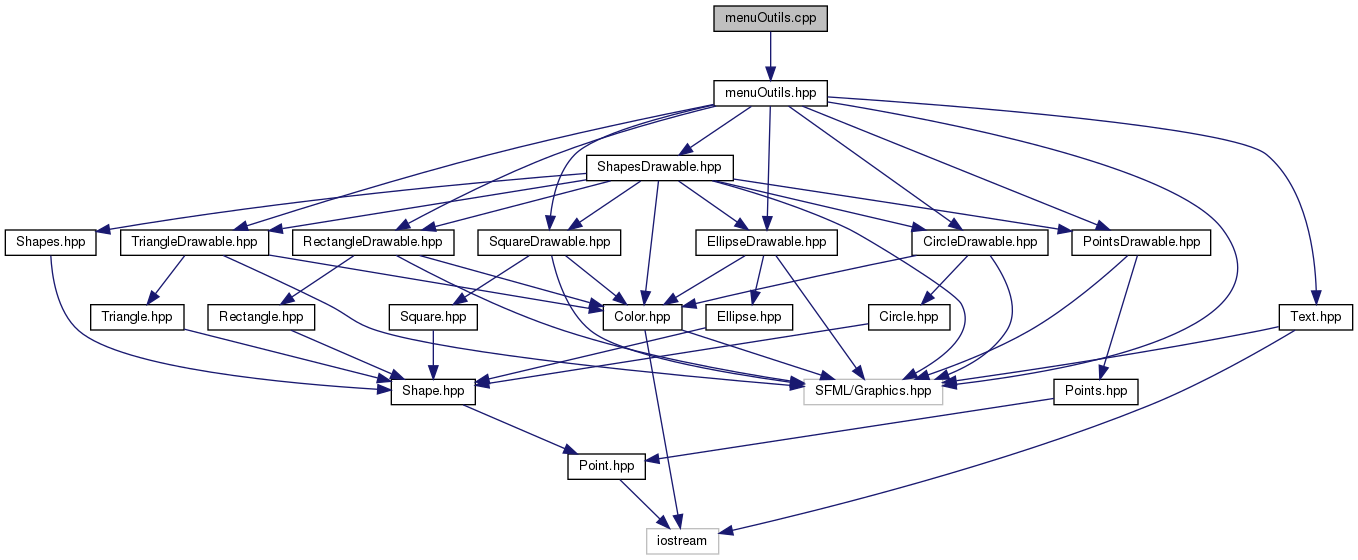 menuOutils.cpp
menuOutils.hpp
ShapesDrawable.hpp
Shapes.hpp
TriangleDrawable.hpp
RectangleDrawable.hpp
SquareDrawable.hpp
EllipseDrawable.hpp
CircleDrawable.hpp
PointsDrawable.hpp
Triangle.hpp
Rectangle.hpp
Square.hpp
Color.hpp
Ellipse.hpp
Circle.hpp
Text.hpp
Shape.hpp
SFML/Graphics.hpp
Points.hpp
Point.hpp
iostream